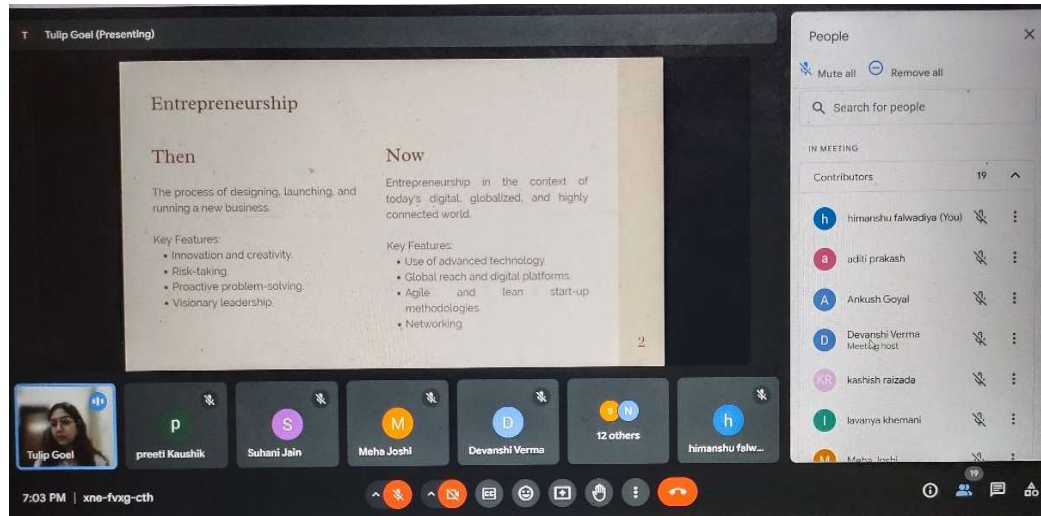 T Tulip Goel (Presenting)
Entrepreneurship
Then
The process of designing, launching, and
running a new business.
Key Features:
• Innovation and creativity.
• Risk-taking.
• Proactive problem-solving.
• Visionary leadership.
Now
Entrepreneurship in the context of
today's digital, globalized, and highly
connected world.
Key Features:
• Use of advanced technology
• Global reach and digital platforms.
• Agile and lean start-up
methodologies.
• Networking
2
Tulip Goel
p
preeti Kaushik
S
Suhani Jain
M
Meha Joshi
D
Devanshi Verma
S N
12 others
h
himanshu falw...
7:03 PM | xne-fvxg-cth
People
Mute all Remove all
Search for people
IN MEETING
Contributors 19
h himanshu falwadiya (You)
a aditi prakash
A Ankush Goyal
D Devanshi Verma
Meeting host
KR kashish raizada
l lavanya khemani
M Meha Joshi
19